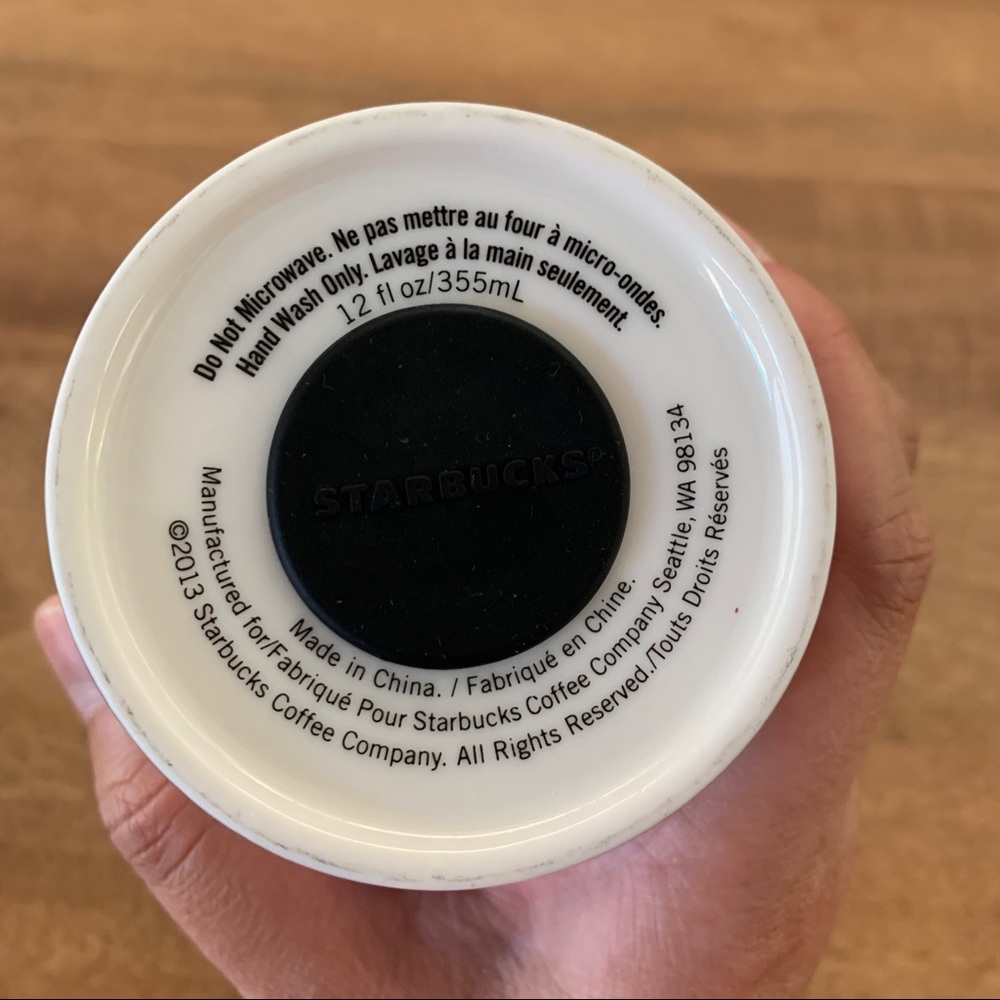 Do Not Microwave. Ne pas mettre au four à micro-ondes.
Hand Wash Only. Lavage à la main seulement.
12 fl oz/355mL
STARBUCKS®
Made in China. / Fabriqué en Chine.
Manufactured for/Fabriqué Pour Starbucks Coffee Company Seattle, WA 98134
©2013 Starbucks Coffee Company. All Rights Reserved./Touts Droits Réservés